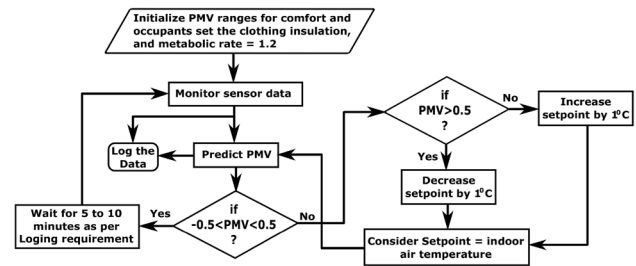 Initialize PMV ranges for comfort and
occupants set the clothing insulation,
and metabolic rate = 1.2
Monitor sensor data
Log the
Data
Predict PMV
if
-0.5<PMV<0.5
?
Yes
No
Wait for 5 to 10
minutes as per
Loging requirement
if
PMV>0.5
?
No
Yes
Increase
setpoint by 1⁰C
Decrease
setpoint by 1⁰C
Consider Setpoint = indoor
air temperature